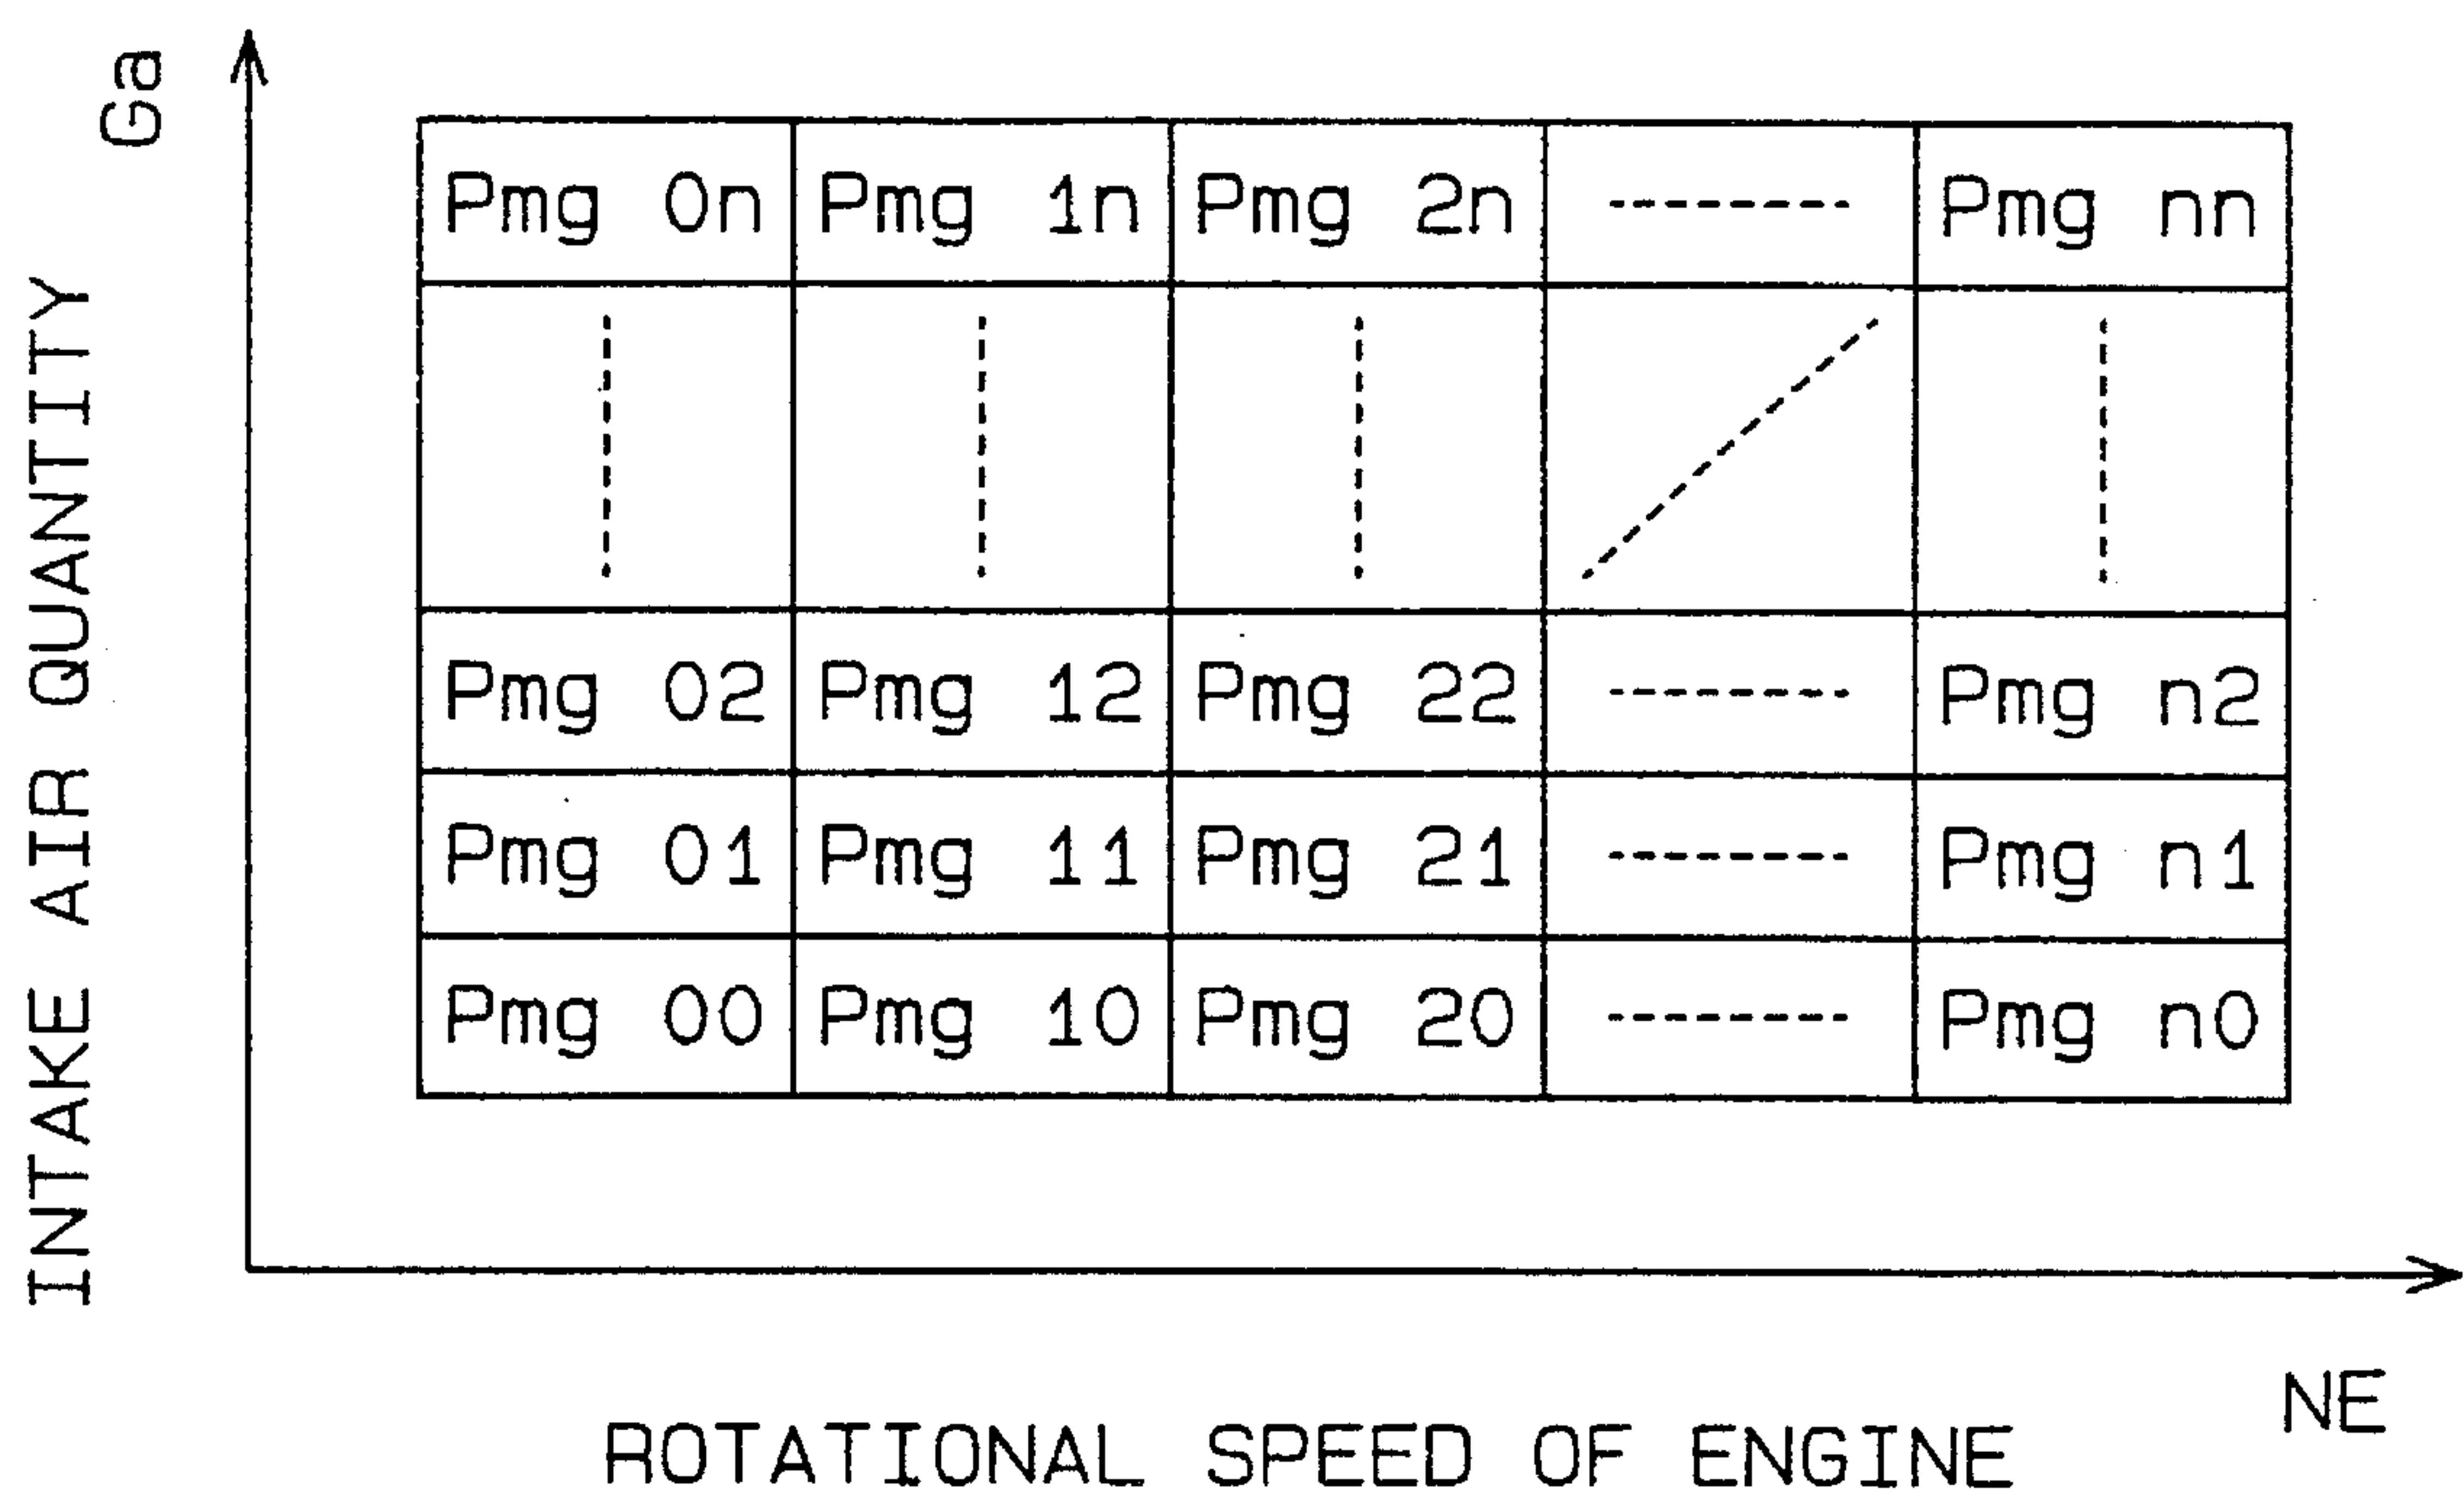 Ga
INTAKE AIR QUANTITY
Pmg 0n Pmg 1n Pmg 2n -------- Pmg nn
Pmg 02 Pmg 12 Pmg 22 -------- Pmg n2
Pmg 01 Pmg 11 Pmg 21 -------- Pmg n1
Pmg 00 Pmg 10 Pmg 20 -------- Pmg n0
NE
ROTATIONAL SPEED OF ENGINE